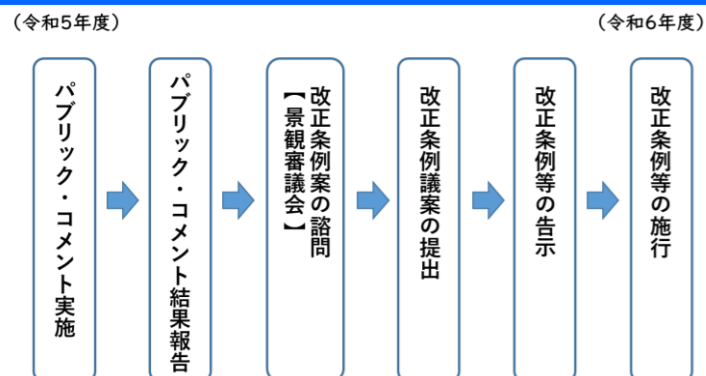 (令和5年度)
(令和6年度)
パブリック・コメント実施
パブリック・コメント結果報告
改正条例案の諮問
【景観審議会】
改正条例議案の提出
改正条例等の告示
改正条例等の施行